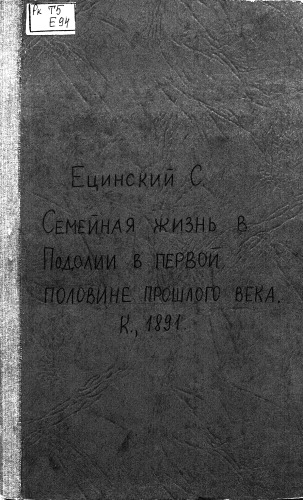 Рк Т5
Е94
Ецинский С.
Семейная жизнь в
Подолии в первой
половине прошлого века.
К., 1891